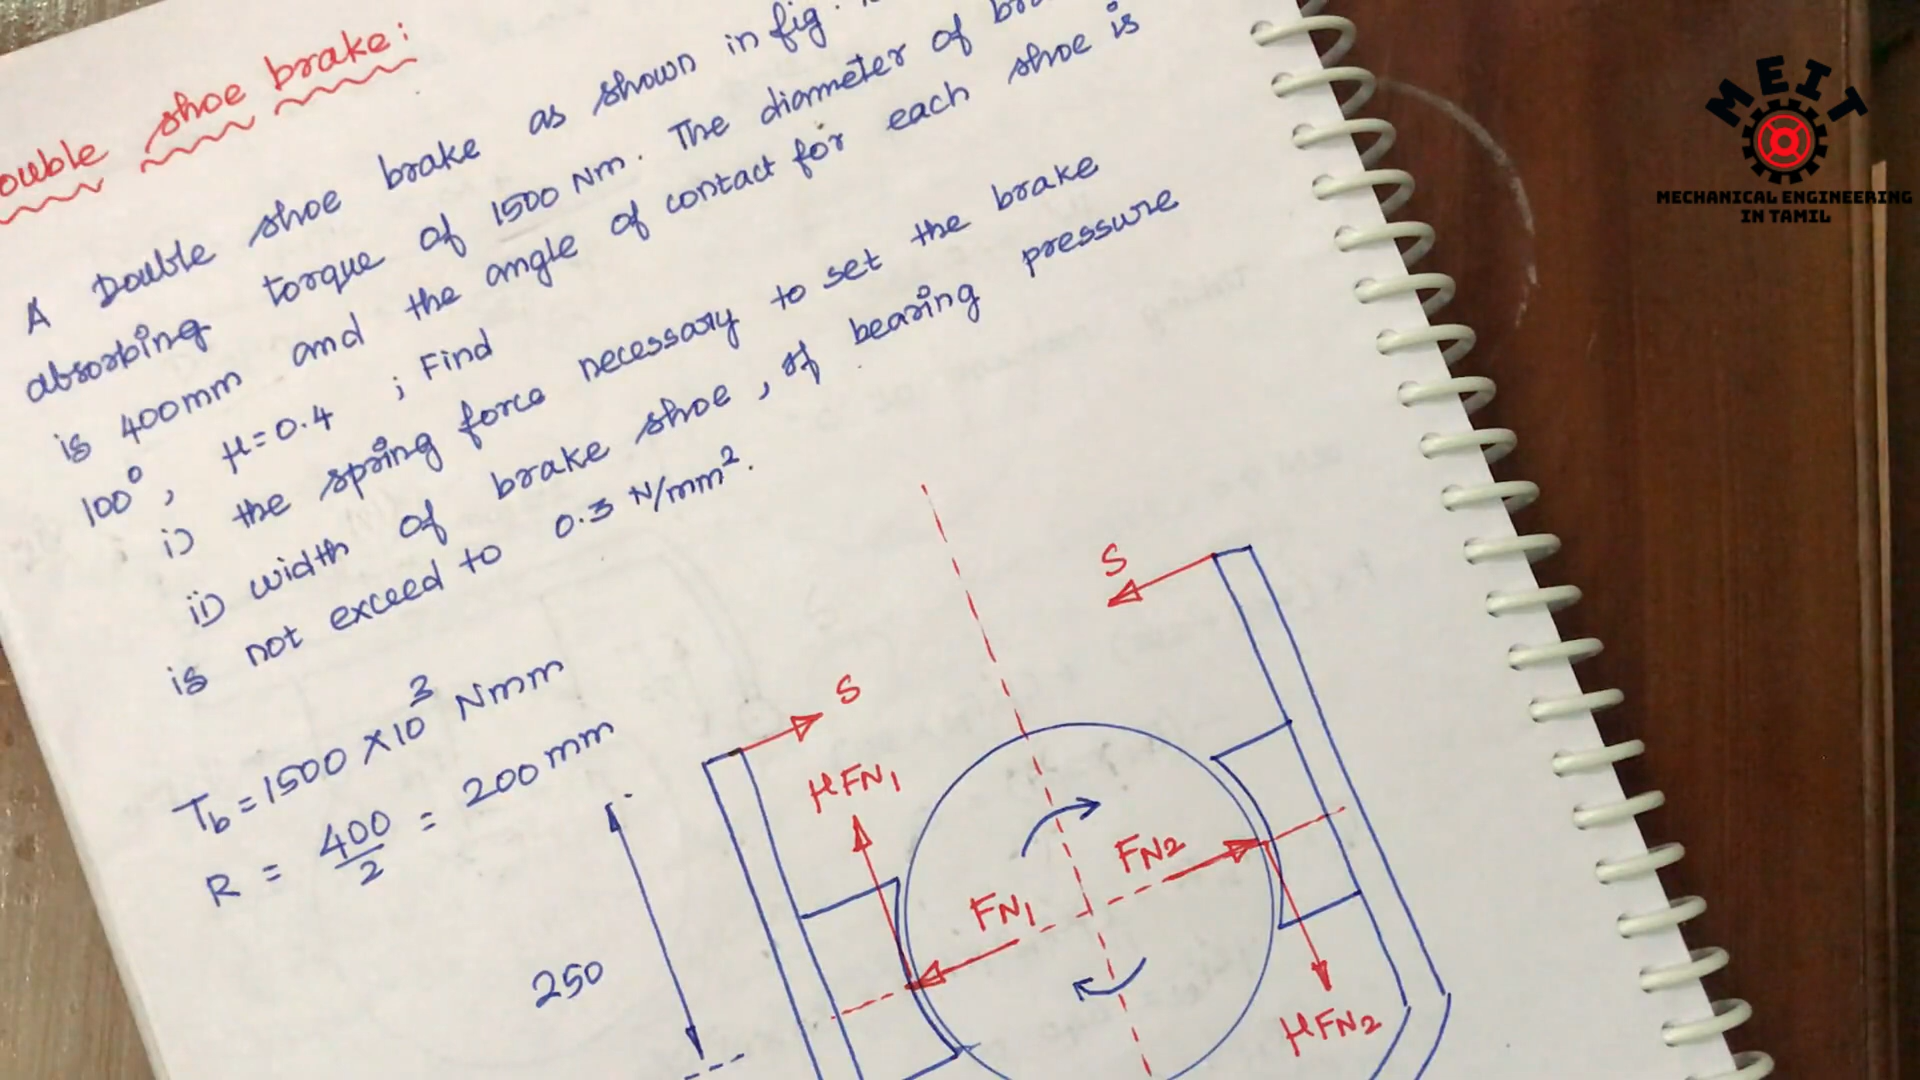 shoe brake:
A Double shoe brake as shown in fig.
absorbing torque of 1500 Nm. The diameter of
is 400mm and the angle of contact for each shoe is
100°, μ=0.4 ; Find
i) the spring force necessary to set the brake
ii) width of brake shoe, if bearing pressure
is not exceed to 0.3 N/mm².
Tb = 1500 × 10³ Nmm
R = 400/2 = 200mm
S
S
μFN1
FN2
FN1
250
μFN2
MEIT
MECHANICAL ENGINEERING
IN TAMIL